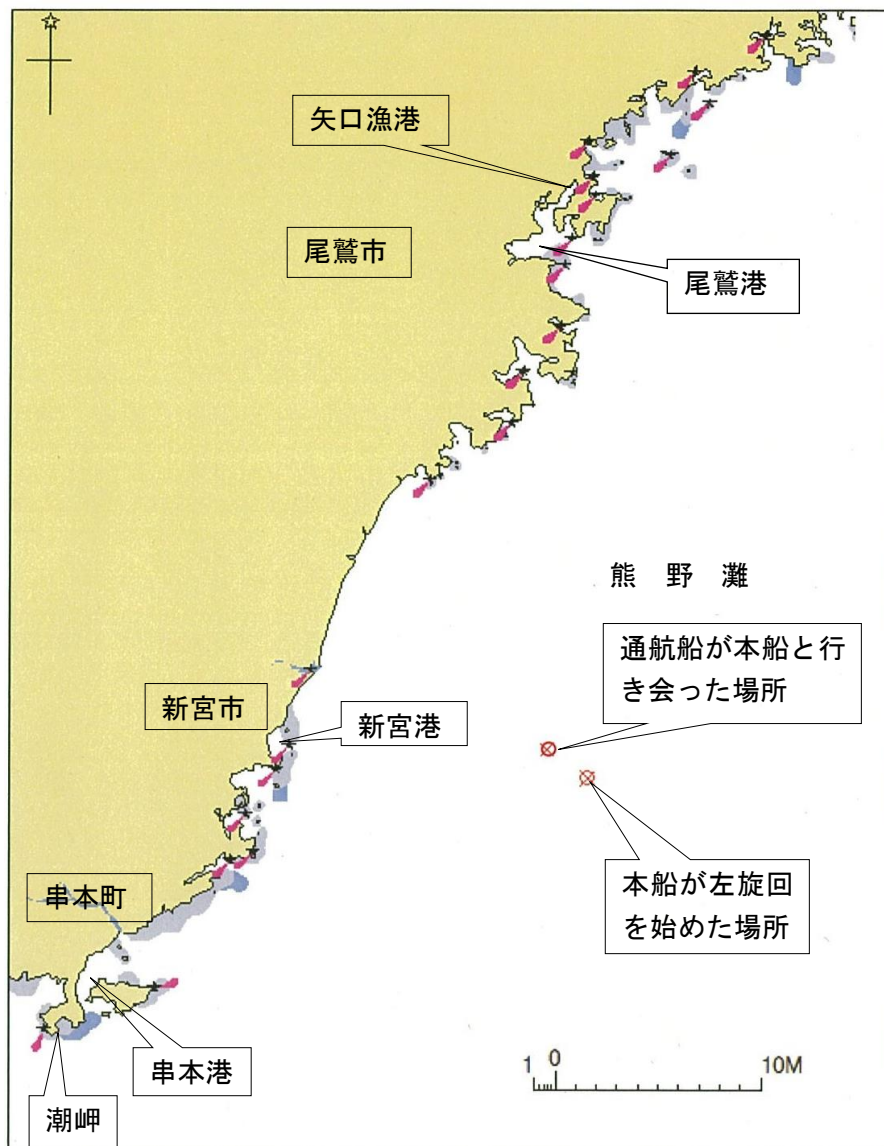 矢口漁港
尾鷲市
尾鷲港
熊 野 灘
通航船が本船と行
き会った場所
新宮市
新宮港
本船が左旋回
を始めた場所
串本町
串本港
潮岬
1 0 10M